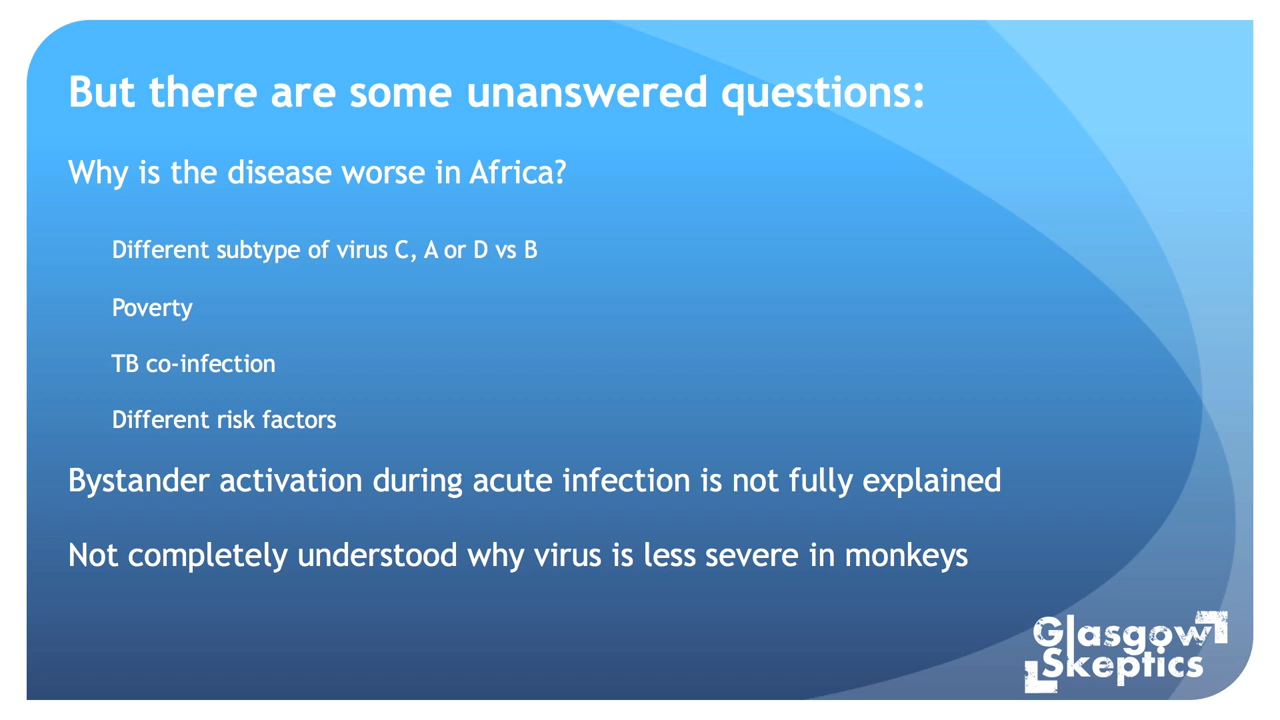 But there are some unanswered questions:
Why is the disease worse in Africa?
Different subtype of virus C, A or D vs B
Poverty
TB co-infection
Different risk factors
Bystander activation during acute infection is not fully explained
Not completely understood why virus is less severe in monkeys
Glasgow
Skeptics